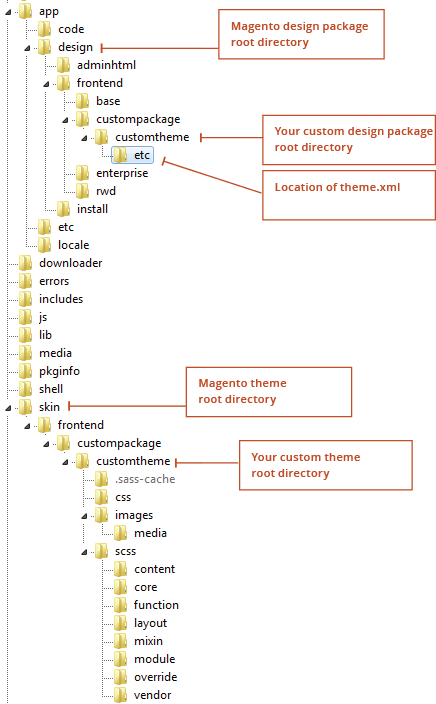 app
Magento design package
root directory
code
design
adminhtml
frontend
base
custompackage
Your custom design package
root directory
customtheme
etc
enterprise
Location of theme.xml
rwd
install
etc
locale
downloader
errors
includes
js
lib
media
pkginfo
Magento theme
root directory
shell
skin
frontend
custompackage
Your custom theme
root directory
customtheme
.sass-cache
css
images
media
scss
content
core
function
layout
mixin
module
override
vendor